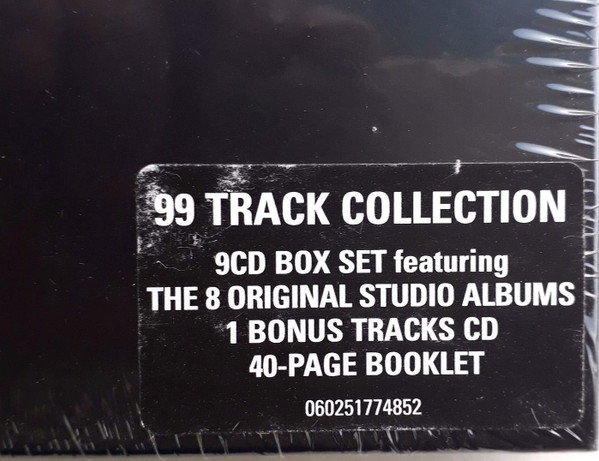 99 TRACK COLLECTION
9CD BOX SET featuring
THE 8 ORIGINAL STUDIO ALBUMS
1 BONUS TRACKS CD
40-PAGE BOOKLET
060251774852